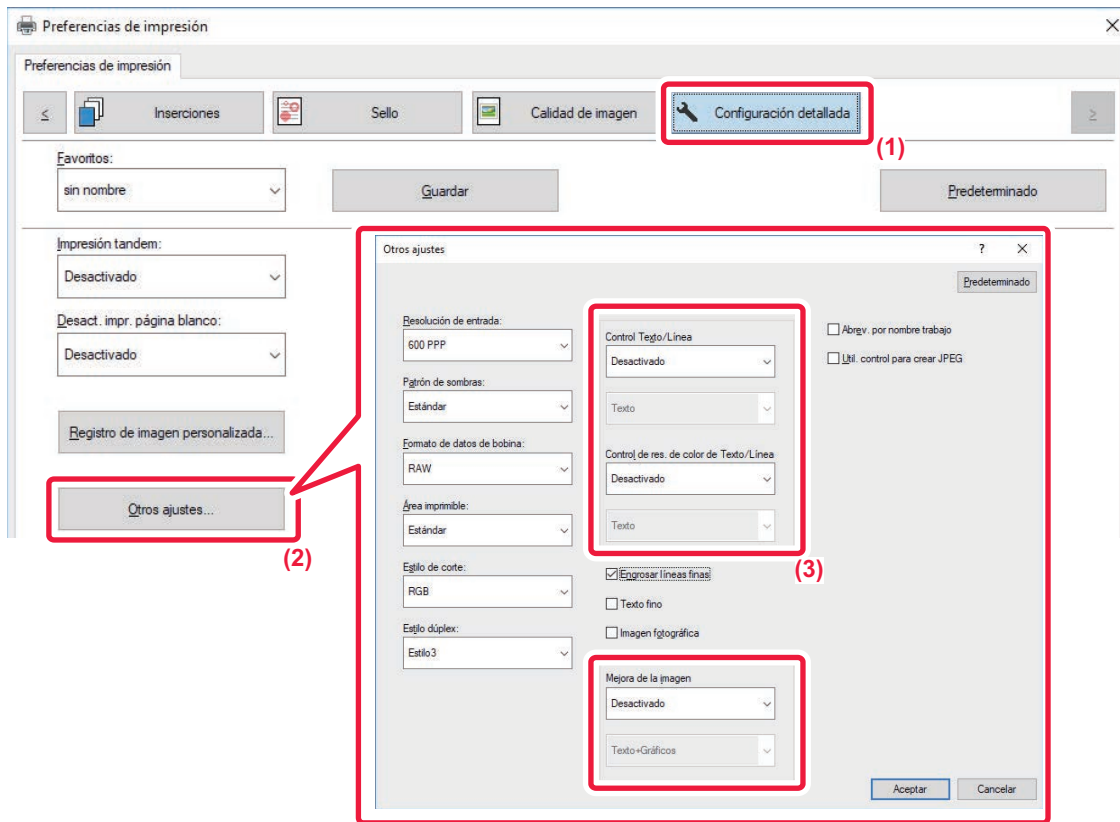 Preferencias de impresión
Preferencias de impresión
≤
Inserciones
Sello
Calidad de imagen
Configuración detallada
≥
(1)
Favoritos:
sin nombre
Guardar
Predeterminado
Impresión tandem:
Desactivado
Desact. impr. página blanco:
Desactivado
Registro de imagen personalizada...
Otros ajustes...
(2)
Otros ajustes
?
Predeterminado
Resolución de entrada:
600 PPP
Patrón de sombras:
Estándar
Formato de datos de bobina:
RAW
Área imprimible:
Estándar
Estilo de corte:
RGB
Estilo dúplex:
Estilo3
Control Texto/Línea
Desactivado
Texto
Control de res. de color de Texto/Línea
Desactivado
Texto
(3)
Engrosar líneas finas
Texto fino
Imagen fotográfica
Mejora de la imagen
Desactivado
Texto+Gráficos
Abrev. por nombre trabajo
Util. control para crear JPEG
Aceptar
Cancelar